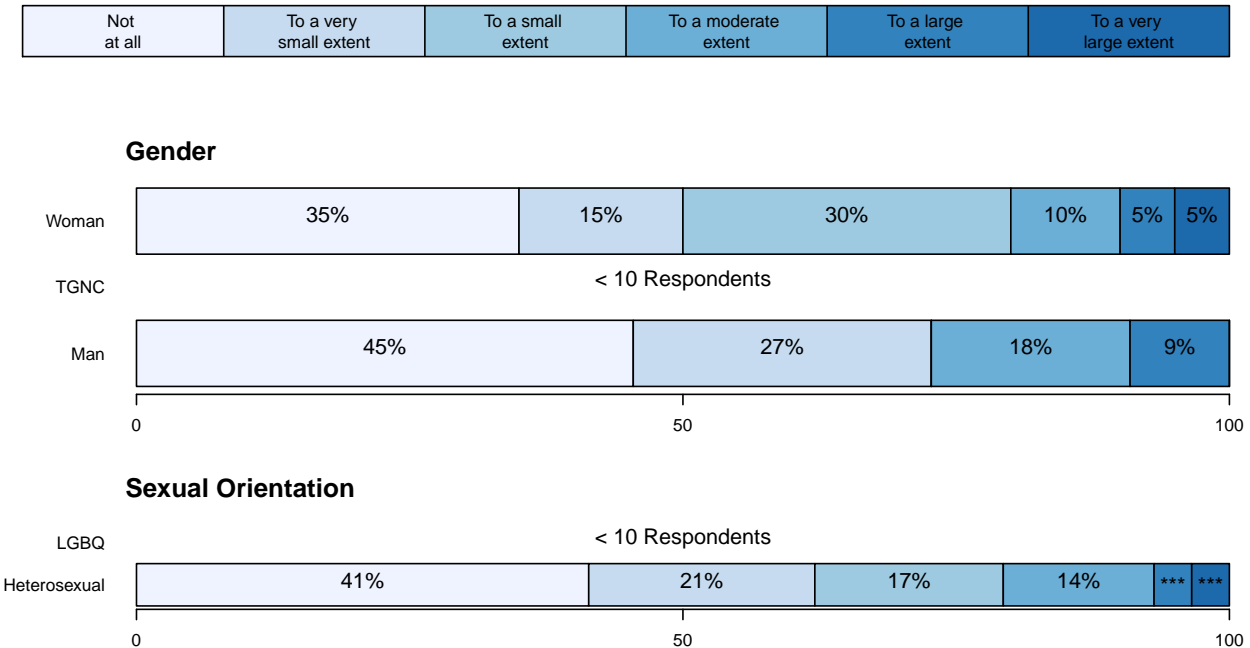 Not
at all
To a very
small extent
To a small
extent
To a moderate
extent
To a large
extent
To a very
large extent
Gender
Woman
35%
15%
30%
10%
5%
5%
TGNC
< 10 Respondents
Man
45%
27%
18%
9%
0
50
100
Sexual Orientation
LGBQ
< 10 Respondents
Heterosexual
41%
21%
17%
14%
***
***
0
50
100